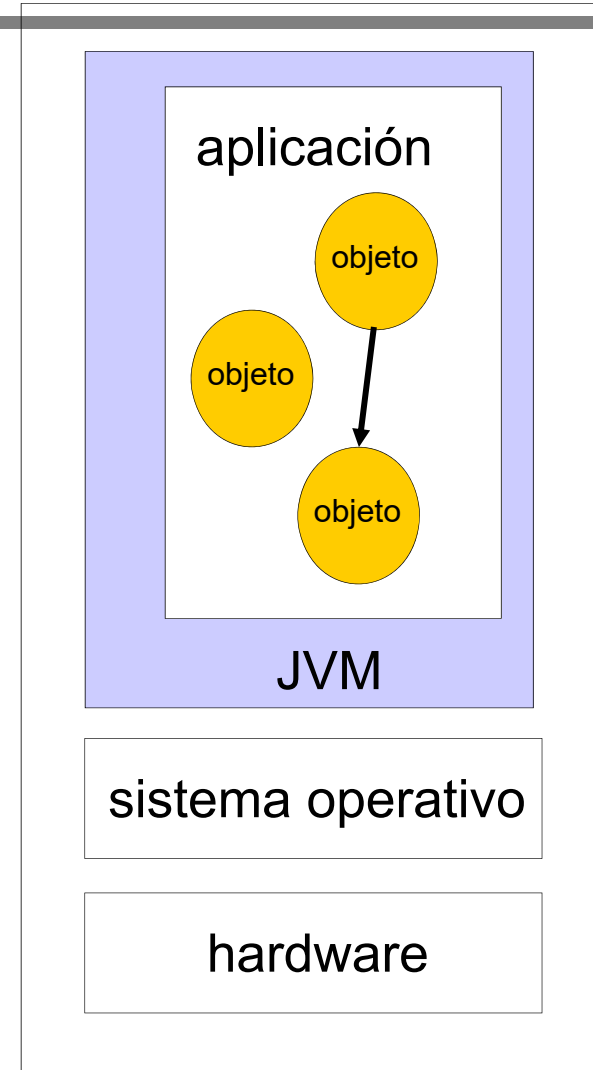 aplicación
objeto
objeto
objeto
JVM
sistema operativo
hardware